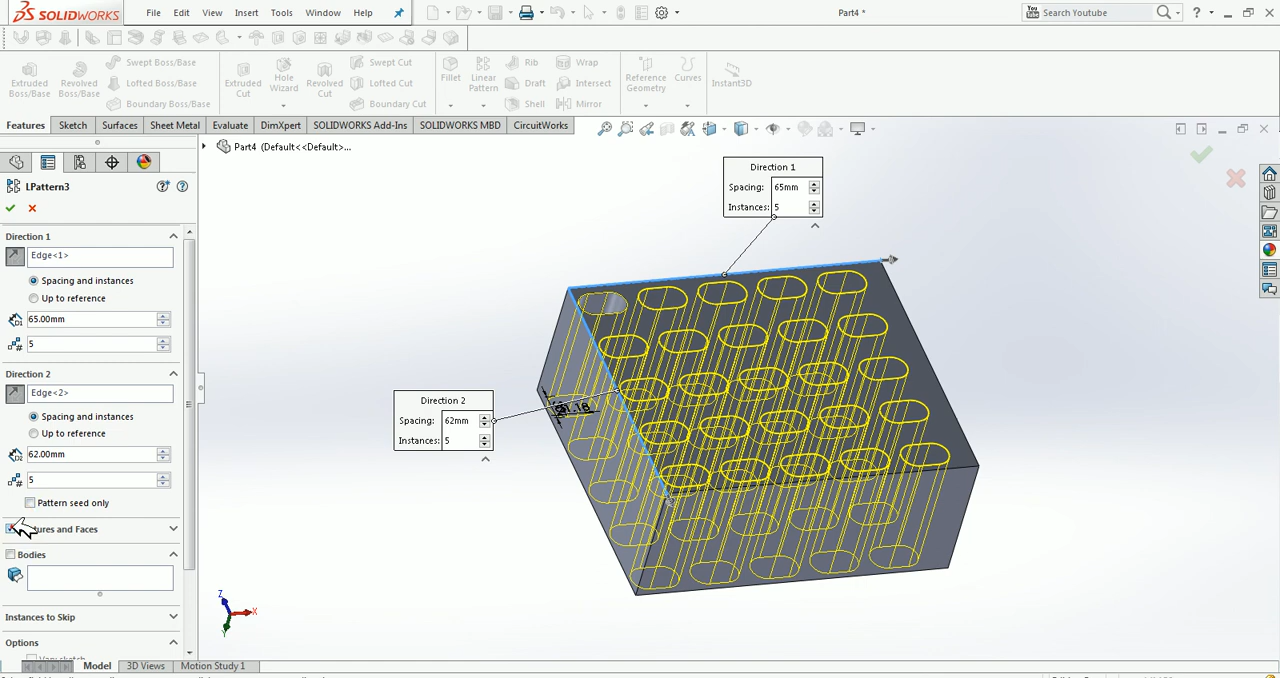 SOLIDWORKS File Edit View Insert Tools Window Help Part4 * Search Youtube ?
Extruded Boss/Base Revolved Boss/Base Swept Boss/Base Lofted Boss/Base Boundary Boss/Base Extruded Cut Hole Wizard Revolved Cut Swept Cut Lofted Cut Boundary Cut Fillet Linear Pattern Rib Draft Shell Wrap Intersect Mirror Reference Geometry Curves Instant3D
Features Sketch Surfaces Sheet Metal Evaluate DimXpert SOLIDWORKS Add-Ins SOLIDWORKS MBD CircuitWorks
Part4 (Default<<Default>...
LPattern3
Direction 1
Edge<1>
Spacing and instances
Up to reference
65.00mm
5
Direction 2
Edge<2>
Spacing and instances
Up to reference
62.00mm
5
Pattern seed only
tures and Faces
Bodies
Instances to Skip
Options
Direction 1
Spacing: 65mm
Instances: 5
Direction 2
Spacing: 62mm
Instances: 5
Z
X
Y
Model 3D Views Motion Study 1